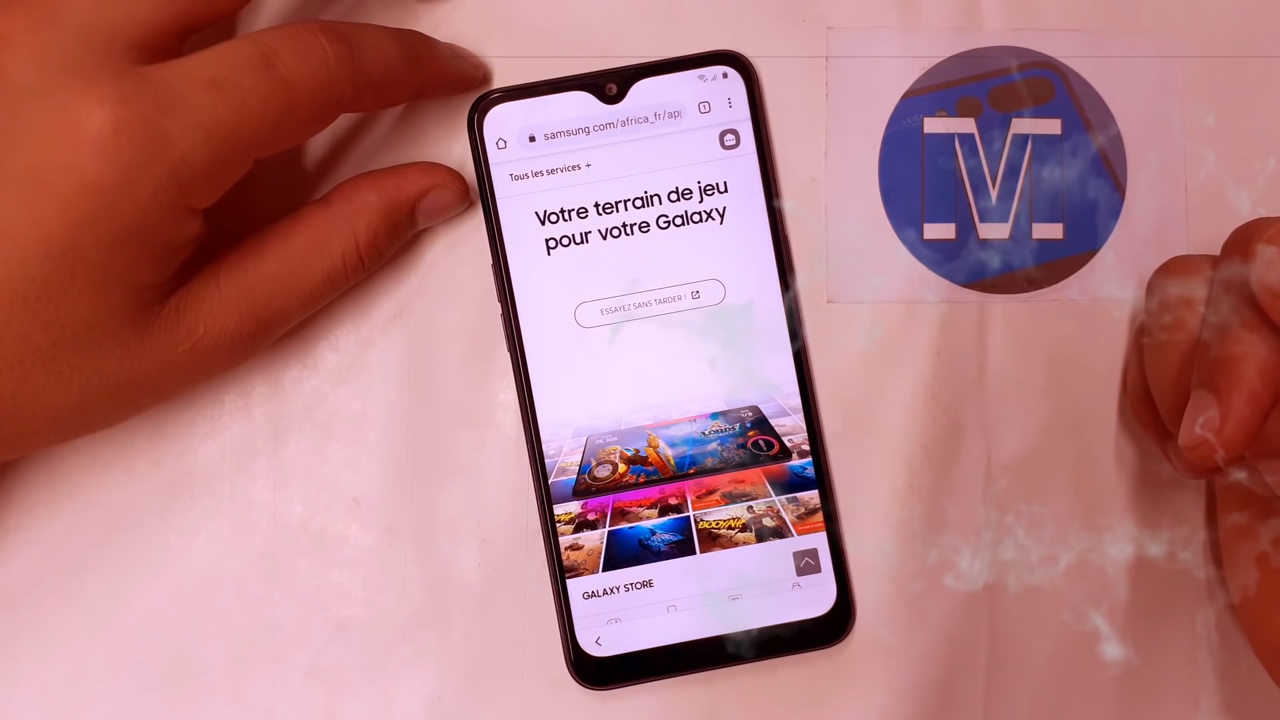 samsung.com/africa_fr/ap
1
Tous les services +
Votre terrain de jeu
pour votre Galaxy
ESSAYEZ SANS TARDER !
BOOYAH!
GALAXY STORE
M